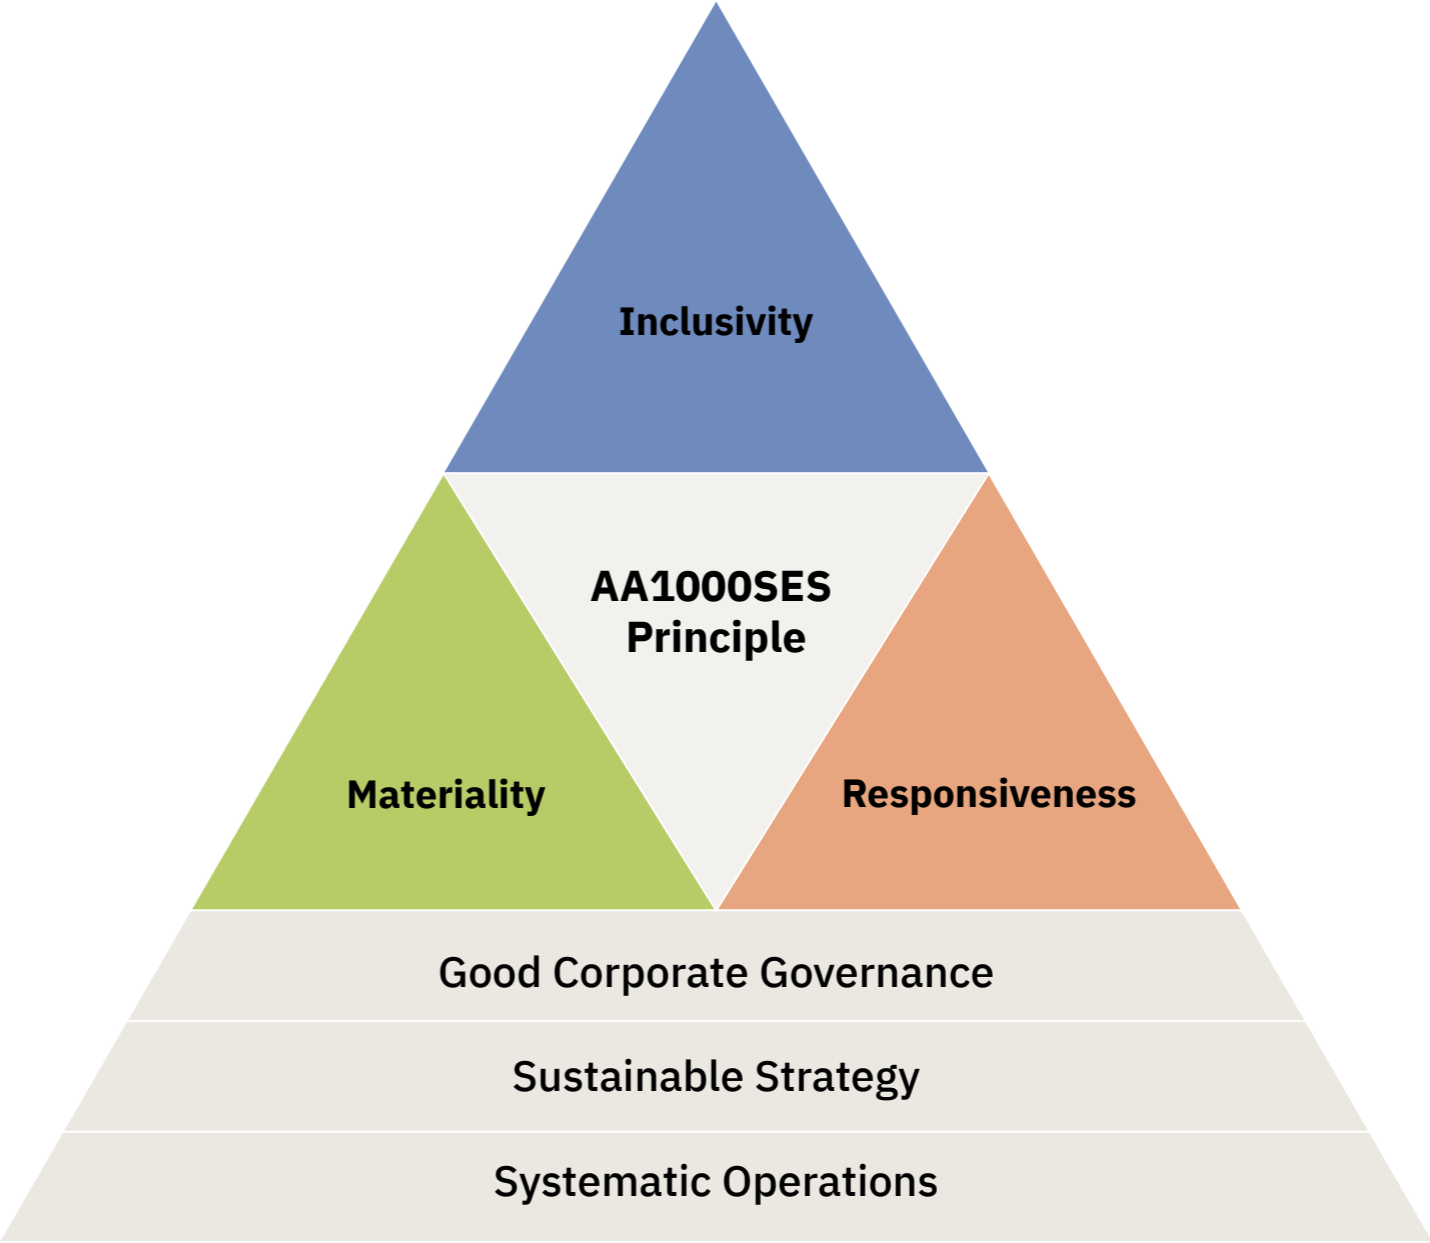 Inclusivity
AA1000SES
Principle
Materiality
Responsiveness
Good Corporate Governance
Sustainable Strategy
Systematic Operations